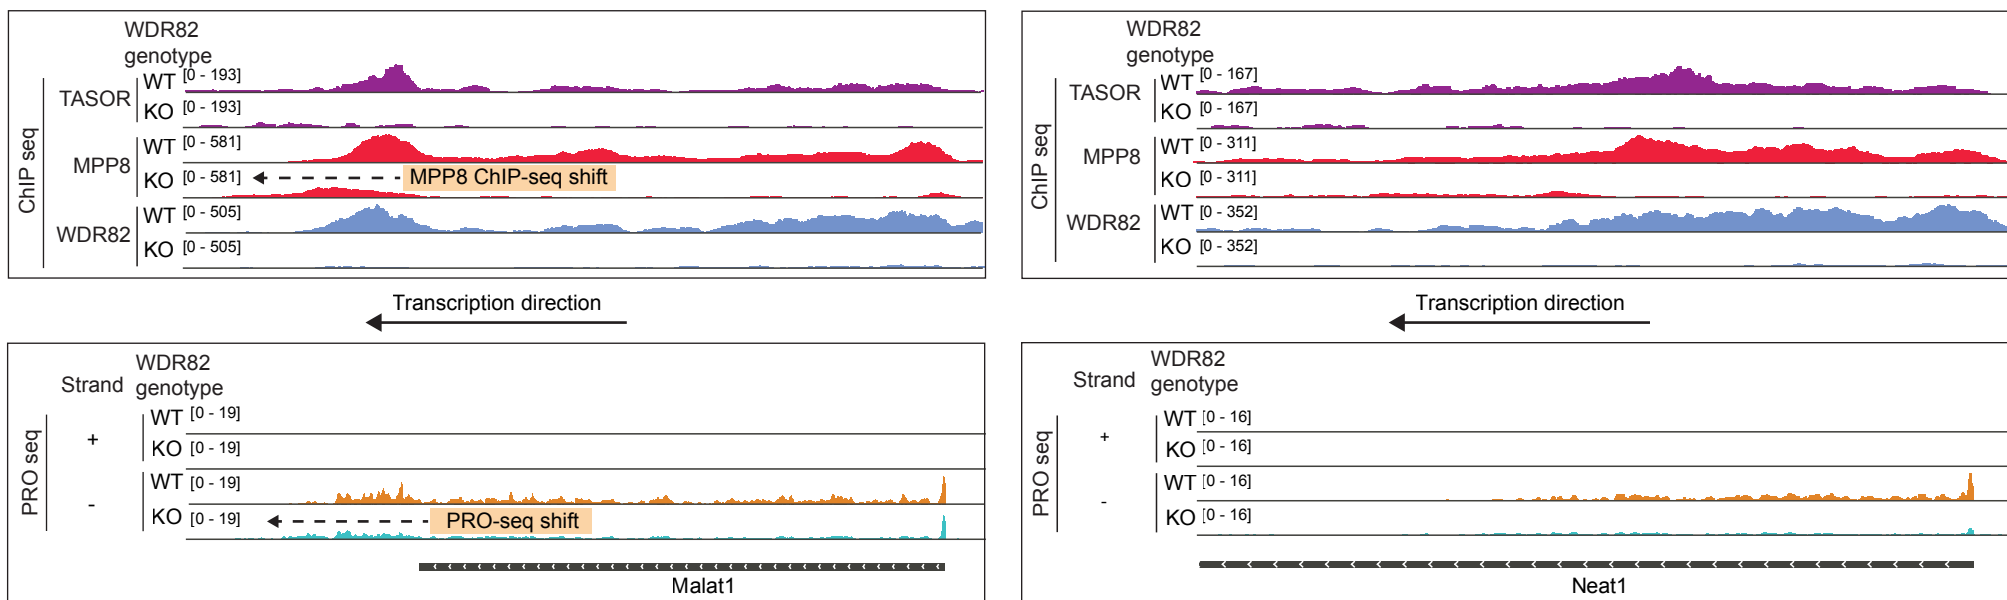 WDR82
genotype
ChIP seq
TASOR
WT [0 - 193]
KO [0 - 193]
MPP8
WT [0 - 581]
KO [0 - 581]
MPP8 ChIP-seq shift
WDR82
WT [0 - 505]
KO [0 - 505]
Transcription direction
Strand
WDR82
genotype
PRO seq
+
WT [0 - 19]
KO [0 - 19]
-
WT [0 - 19]
KO [0 - 19]
PRO-seq shift
Malat1
WDR82
genotype
ChIP seq
TASOR
WT [0 - 167]
KO [0 - 167]
MPP8
WT [0 - 311]
KO [0 - 311]
WDR82
WT [0 - 352]
KO [0 - 352]
Transcription direction
Strand
WDR82
genotype
PRO seq
+
WT [0 - 16]
KO [0 - 16]
-
WT [0 - 16]
KO [0 - 16]
Neat1